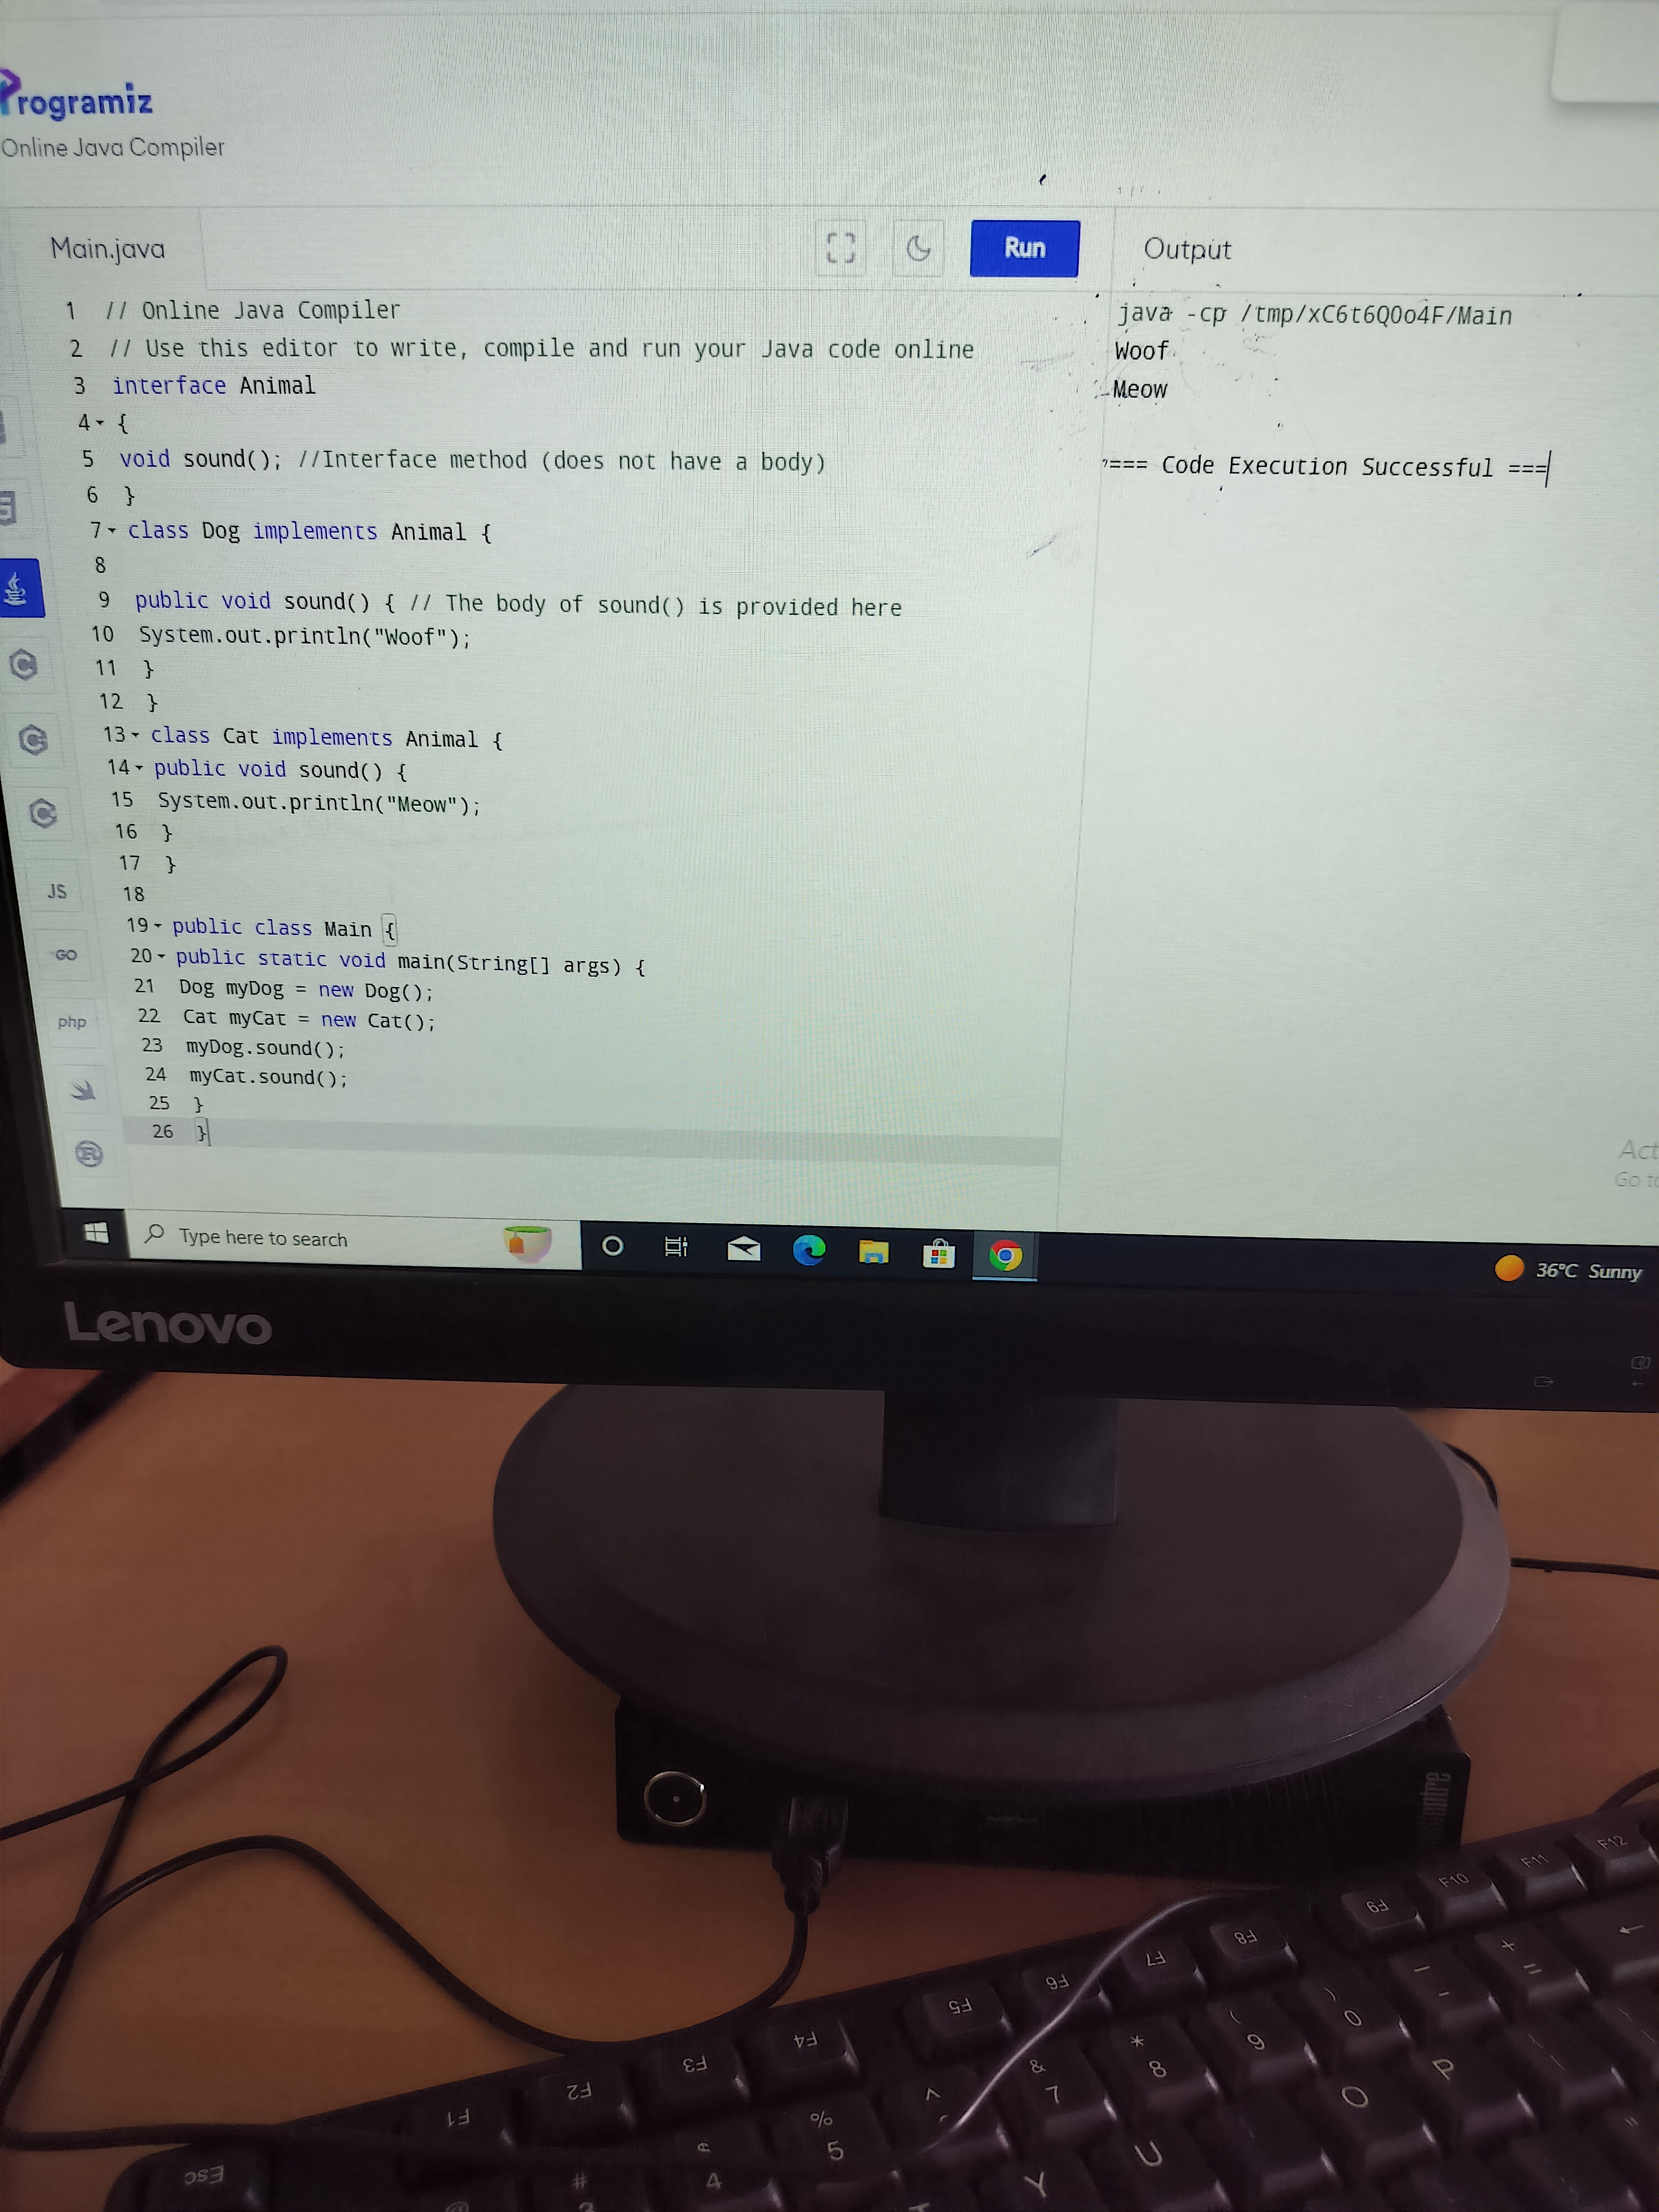 Programiz
Online Java Compiler
Main.java
Run
Output
1 // Online Java Compiler
2 // Use this editor to write, compile and run your Java code online
3 interface Animal
4 {
5 void sound(); //Interface method (does not have a body)
6 }
7 class Dog implements Animal {
8
9 public void sound() { // The body of sound() is provided here
10 System.out.println("Woof");
11 }
12 }
13 class Cat implements Animal {
14 public void sound() {
15 System.out.println("Meow");
16 }
17 }
18
19 public class Main {
20 public static void main(String[] args) {
21 Dog myDog = new Dog();
22 Cat myCat = new Cat();
23 myDog.sound();
24 myCat.sound();
25 }
26 }
java -cp /tmp/xC6t6QOo4F/Main
Woof
Meow
=== Code Execution Successful ===
JS
GO
php
Act
Go to
Type here to search
36°C Sunny
Lenovo
Esc F1 F2 F3 F4 F5 F6 F7 F8 F9 F10 F11 F12
# 4 % 5 ^ & 7 * 8 ( 9 ) 0 - + =
Y U O P